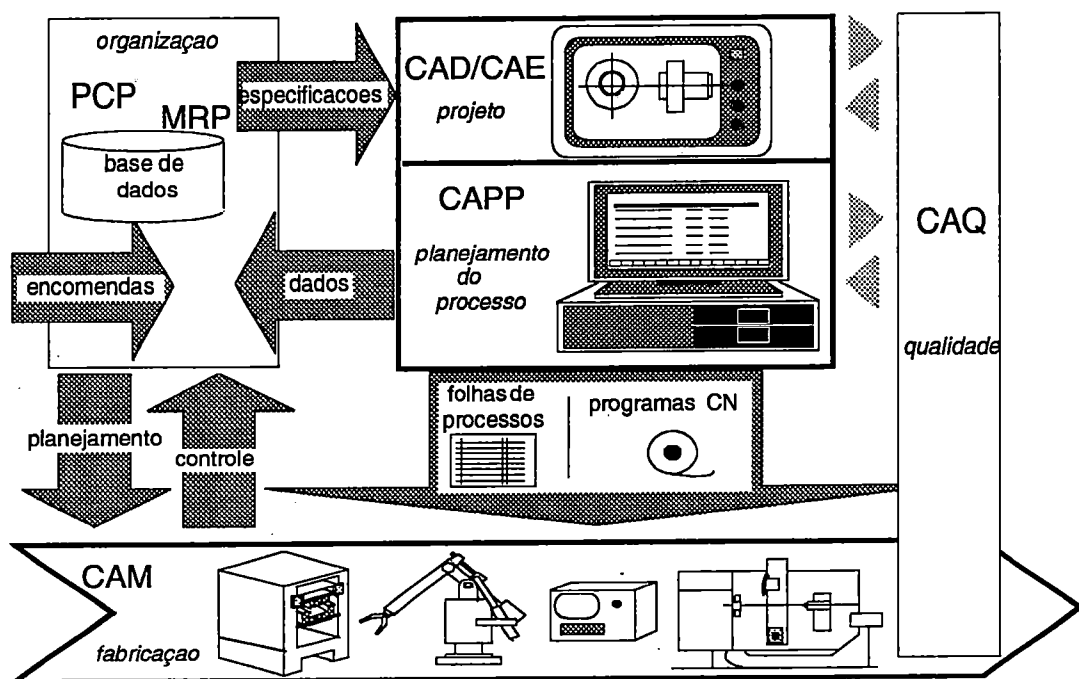 organizaçao
PCP
MRP
base de
dados
especificacoes
CAD/CAE
projeto
CAPP
planejamento
do
processo
encomendas
dados
CAQ
qualidade
folhas de
processos
programas CN
planejamento
controle
CAM
fabricaçao